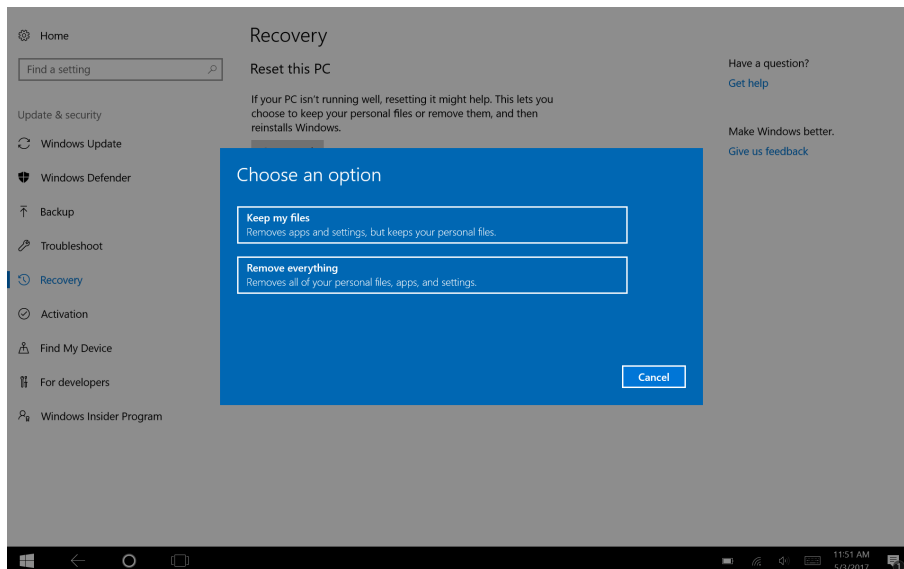 Home
Find a setting
Update & security
Windows Update
Windows Defender
Backup
Troubleshoot
Recovery
Activation
Find My Device
For developers
Windows Insider Program
Recovery
Reset this PC
If your PC isn't running well, resetting it might help. This lets you
choose to keep your personal files or remove them, and then
reinstalls Windows.
Choose an option
Keep my files
Removes apps and settings, but keeps your personal files.
Remove everything
Removes all of your personal files, apps, and settings.
Cancel
Have a question?
Get help
Make Windows better.
Give us feedback
11:51 AM
5/3/2017
1